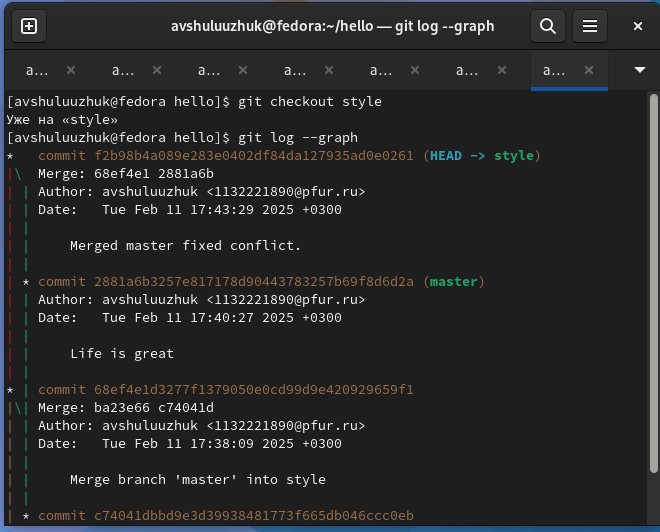 avshuluuzhuk@fedora:~/hello — git log --graph
a... a... a... a... a... a... a...
[avshuluuzhuk@fedora hello]$ git checkout style
Уже на «style»
[avshuluuzhuk@fedora hello]$ git log --graph
*   commit f2b98b4a089e283e0402df84da127935ad0e0261 (HEAD -> style)
|\  Merge: 68ef4e1 2881a6b
| | Author: avshuluuzhuk <1132221890@pfur.ru>
| | Date:   Tue Feb 11 17:43:29 2025 +0300
| |
| |     Merged master fixed conflict.
| |
| * commit 2881a6b3257e817178d90443783257b69f8d6d2a (master)
| | Author: avshuluuzhuk <1132221890@pfur.ru>
| | Date:   Tue Feb 11 17:40:27 2025 +0300
| |
| |     Life is great
| |
* | commit 68ef4e1d3277f1379050e0cd99d9e420929659f1
|\| Merge: ba23e66 c74041d
| | Author: avshuluuzhuk <1132221890@pfur.ru>
| | Date:   Tue Feb 11 17:38:09 2025 +0300
| |
| |     Merge branch 'master' into style
| |
| * commit c74041dbbd9e3d39938481773f665db046ccc0eb